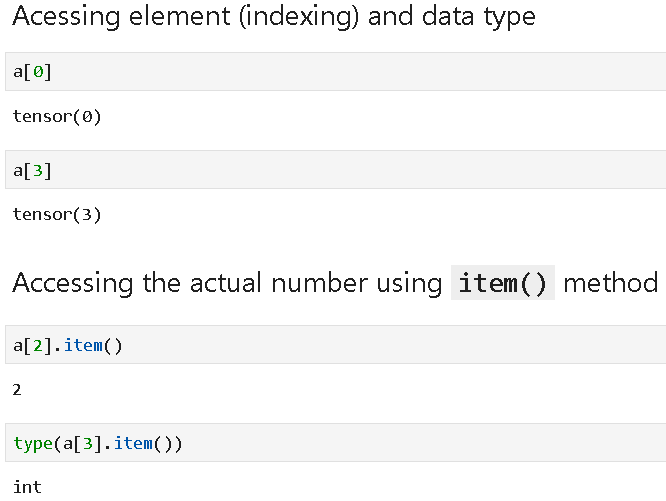 Acessing element (indexing) and data type
a[0]
tensor(0)
a[3]
tensor(3)
Accessing the actual number using item() method
a[2].item()
2
type(a[3].item())
int